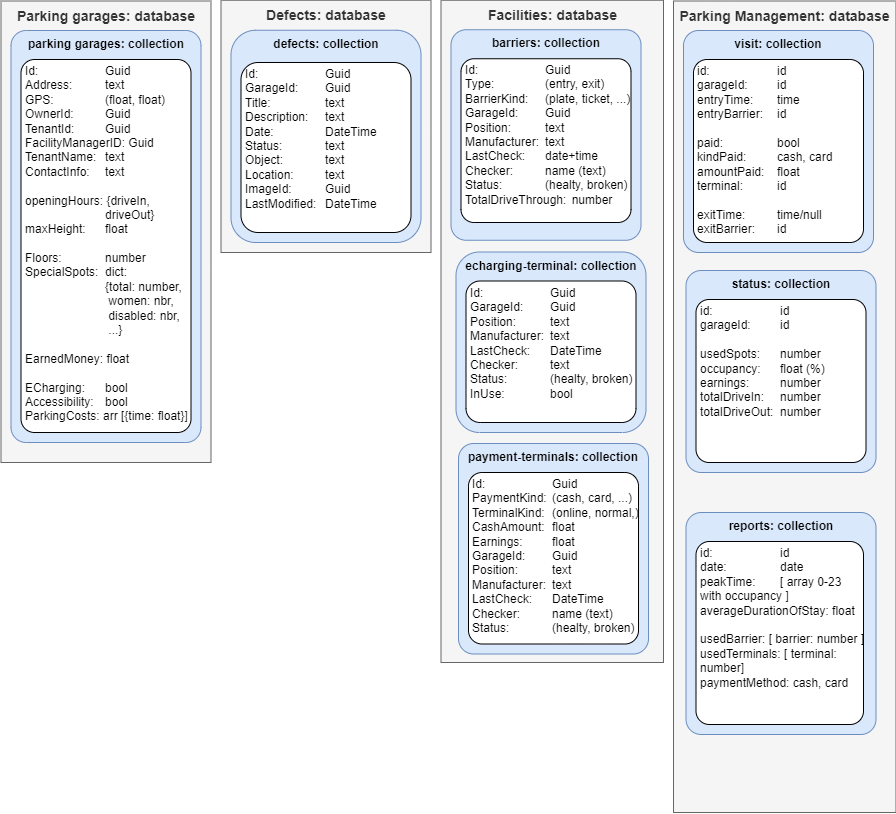 Parking garages: database
parking garages: collection
Id: Guid
Address: text
GPS: (float, float)
OwnerId: Guid
TenantId: Guid
FacilityManagerID: Guid
TenantName: text
ContactInfo: text
openingHours: {driveIn,
driveOut}
maxHeight: float
Floors: number
SpecialSpots: dict:
{total: number,
women: nbr,
disabled: nbr,
...}
EarnedMoney: float
ECharging: bool
Accessibility: bool
ParkingCosts: arr [{time: float}]
Defects: database
defects: collection
Id: Guid
GarageId: Guid
Title: text
Description: text
Date: DateTime
Status: text
Object: text
Location: text
ImageId: Guid
LastModified: DateTime
Facilities: database
barriers: collection
Id: Guid
Type: (entry, exit)
BarrierKind: (plate, ticket, ...)
GarageId: Guid
Position: text
Manufacturer: text
LastCheck: date+time
Checker: name (text)
Status: (healty, broken)
TotalDriveThrough: number
echarging-terminal: collection
Id: Guid
GarageId: Guid
Position: text
Manufacturer: text
LastCheck: DateTime
Checker: text
Status: (healty, broken)
InUse: bool
payment-terminals: collection
Id: Guid
PaymentKind: (cash, card, ...)
TerminalKind: (online, normal,)
CashAmount: float
Earnings: float
GarageId: Guid
Position: text
Manufacturer: text
LastCheck: DateTime
Checker: name (text)
Status: (healty, broken)
Parking Management: database
visit: collection
id: id
garageId: id
entryTime: time
entryBarrier: id
paid: bool
kindPaid: cash, card
amountPaid: float
terminal: id
exitTime: time/null
exitBarrier: id
status: collection
id: id
garageId: id
usedSpots: number
occupancy: float (%)
earnings: number
totalDriveIn: number
totalDriveOut: number
reports: collection
id: id
date: date
peakTime: [ array 0-23
with occupancy ]
averageDurationOfStay: float
usedBarrier: [ barrier: number ]
usedTerminals: [ terminal:
number]
paymentMethod: cash, card